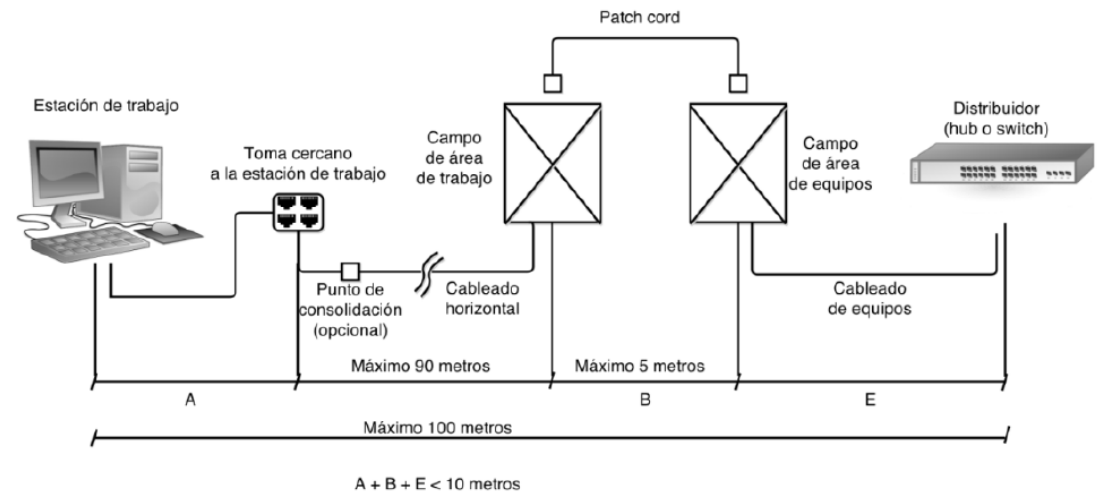 Patch cord
Estación de trabajo
Distribuidor
(hub o switch)
Toma cercano
a la estación de trabajo
Campo
de área
de trabajo
Campo
de área
de equipos
Punto de
consolidación
(opcional)
Cableado
horizontal
Cableado
de equipos
Máximo 90 metros
Máximo 5 metros
A
B
E
Máximo 100 metros
A + B + E < 10 metros